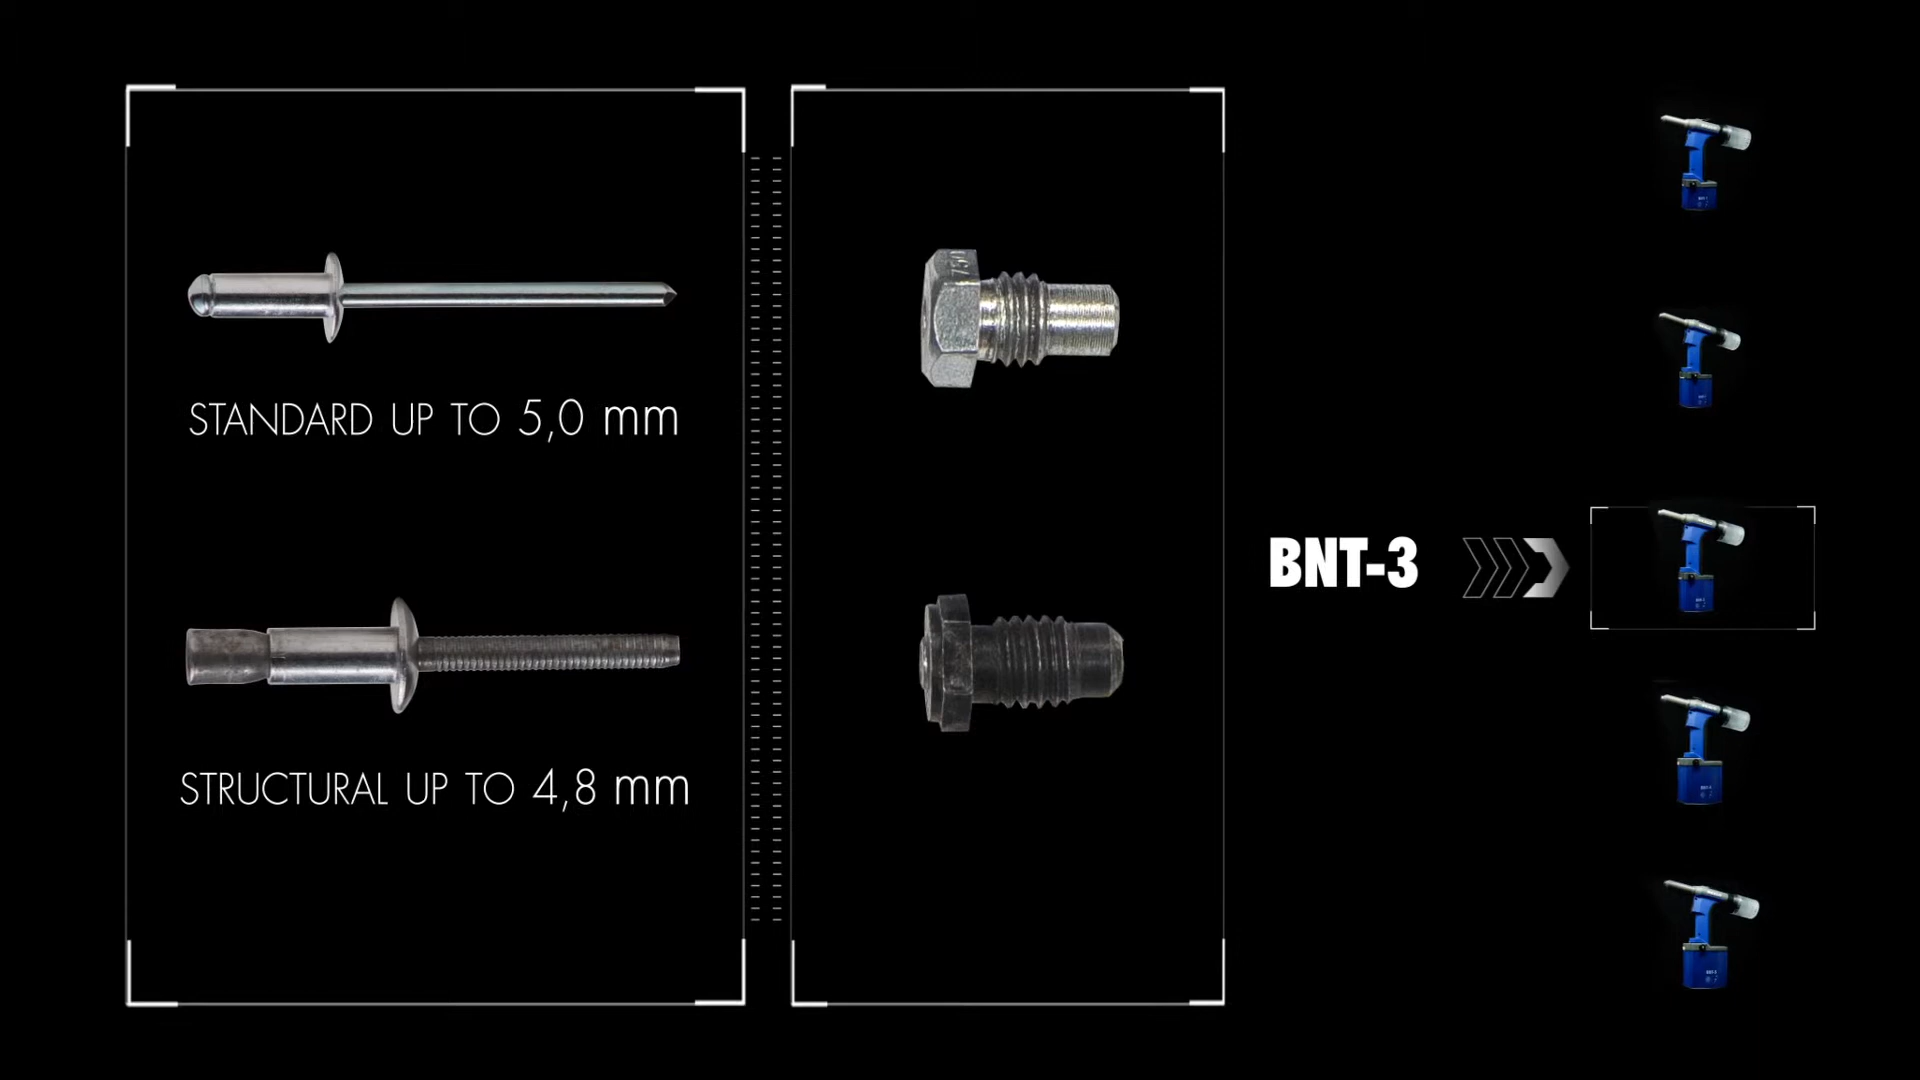 STANDARD UP TO 5,0 mm
STRUCTURAL UP TO 4,8 mm
BNT-3